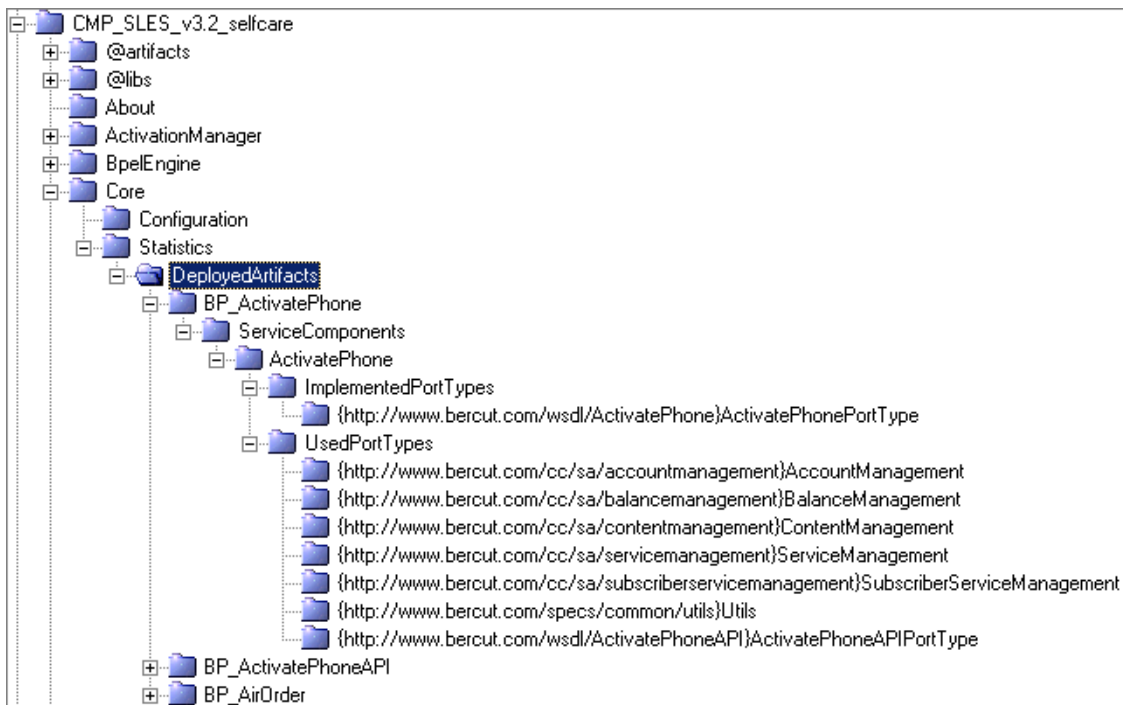 CMP_SLES_v3.2_selfcare
@artifacts
@libs
About
ActivationManager
BpelEngine
Core
Configuration
Statistics
DeployedArtifacts
BP_ActivatePhone
ServiceComponents
ActivatePhone
ImplementedPortTypes
{http://www.bercut.com/wsdl/ActivatePhone}ActivatePhonePortType
UsedPortTypes
{http://www.bercut.com/cc/sa/accountmanagement}AccountManagement
{http://www.bercut.com/cc/sa/balancemanagement}BalanceManagement
{http://www.bercut.com/cc/sa/contentmanagement}ContentManagement
{http://www.bercut.com/cc/sa/servicemanagement}ServiceManagement
{http://www.bercut.com/cc/sa/subscriberservicemanagement}SubscriberServiceManagement
{http://www.bercut.com/specs/common/utils}Utils
{http://www.bercut.com/wsdl/ActivatePhoneAPI}ActivatePhoneAPIPortType
BP_ActivatePhoneAPI
BP_AirOrder